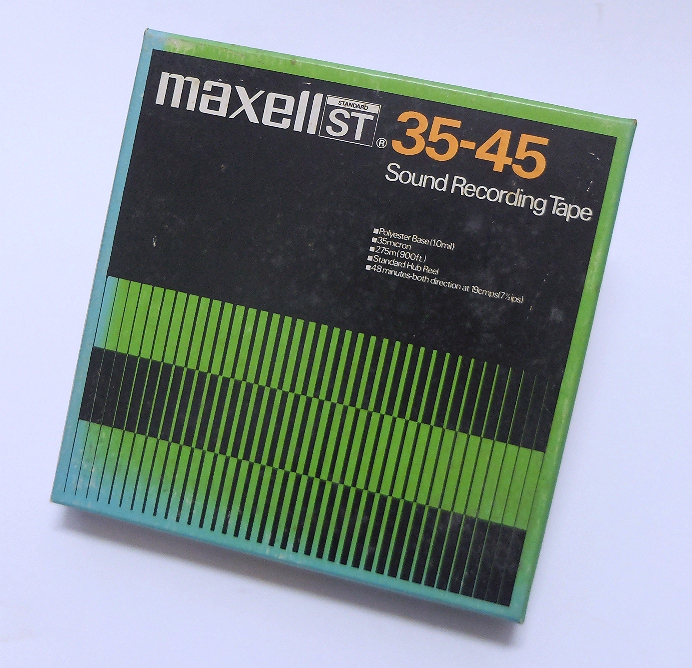 maxell STANDARD ST ® 35-45
Sound Recording Tape
■Polyester Base(1.0mil)
■35micron
■275m(900ft.)
■Standard Hub Reel
■48 minutes-both direction at 19cmps(7½ips)